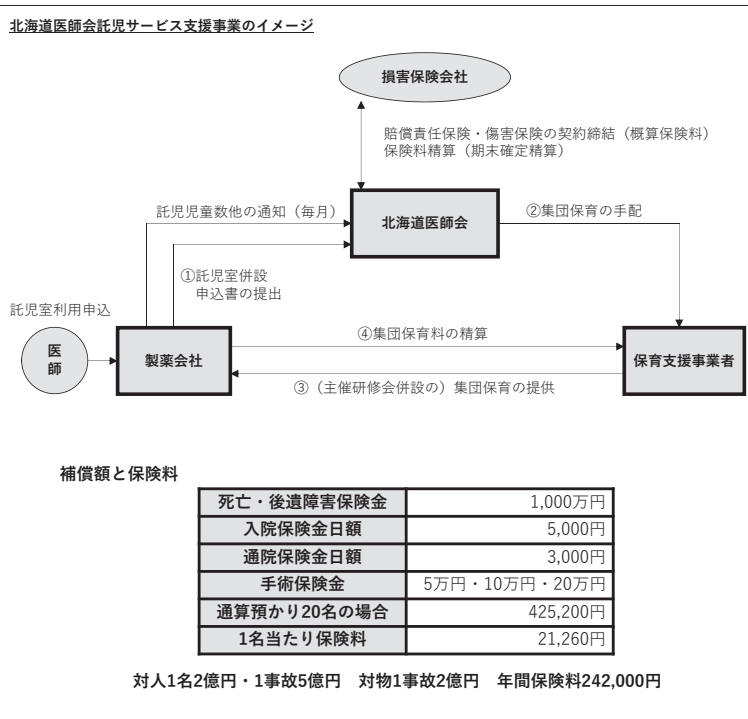 北海道医師会託児サービス支援事業のイメージ
損害保険会社
賠償責任保険・傷害保険の契約締結（概算保険料）
保険料精算（期末確定精算）
託児児童数他の通知（毎月）
北海道医師会
②集団保育の手配
①託児室併設
申込書の提出
託児室利用申込
医
師
製薬会社
④集団保育料の精算
保育支援事業者
③（主催研修会併設の）集団保育の提供
補償額と保険料
死亡・後遺障害保険金 1,000万円
入院保険金日額 5,000円
通院保険金日額 3,000円
手術保険金 5万円・10万円・20万円
通算預かり20名の場合 425,200円
1名当たり保険料 21,260円
対人1名2億円・1事故5億円　対物1事故2億円　年間保険料242,000円